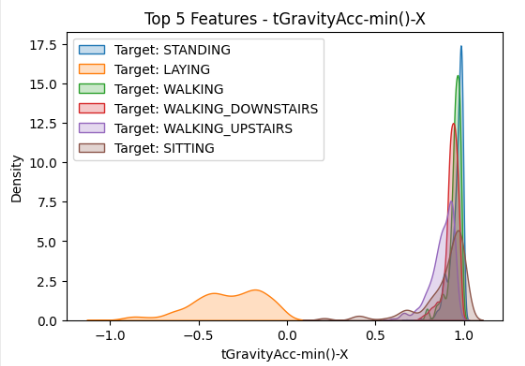 Top 5 Features - tGravityAcc-min()-X
17.5
15.0
12.5
10.0
7.5
5.0
2.5
0.0
Density
Target: STANDING
Target: LAYING
Target: WALKING
Target: WALKING_DOWNSTAIRS
Target: WALKING_UPSTAIRS
Target: SITTING
−1.0 −0.5 0.0 0.5 1.0
tGravityAcc-min()-X